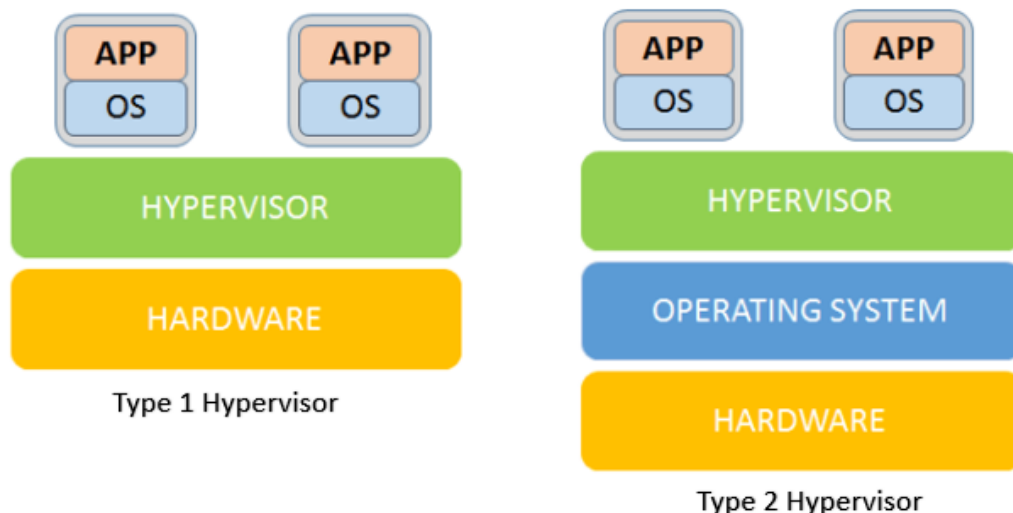 APP
OS
APP
OS
HYPERVISOR
HARDWARE
Type 1 Hypervisor
APP
OS
APP
OS
HYPERVISOR
OPERATING SYSTEM
HARDWARE
Type 2 Hypervisor